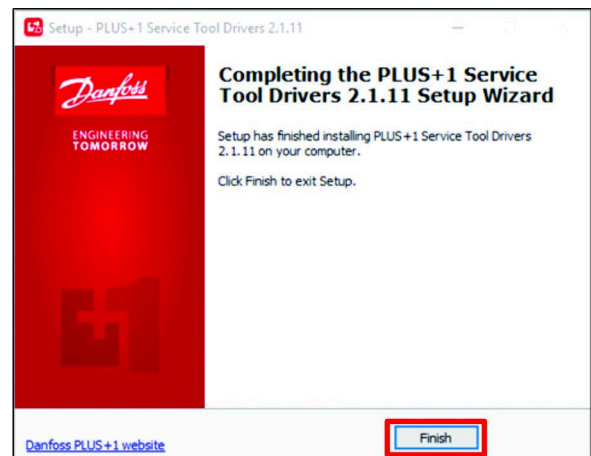 Setup - PLUS+1 Service Tool Drivers 2.1.11
Danfoss
ENGINEERING
TOMORROW
Completing the PLUS+1 Service
Tool Drivers 2.1.11 Setup Wizard
Setup has finished installing PLUS+1 Service Tool Drivers
2.1.11 on your computer.
Click Finish to exit Setup.
+1
Danfoss PLUS+1 website
Finish